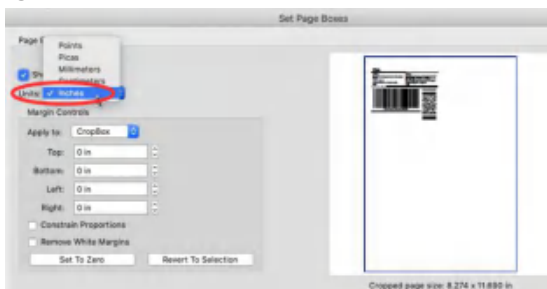 Set Page Boxes
Page
Points
Picas
Millimeters
Centimeters
Units: Inches
Margin Controls
Apply to: CropBox
Top: 0 in
Bottom: 0 in
Left: 0 in
Right: 0 in
Constrain Proportions
Remove White Margins
Set To Zero Revert To Selection
Cropped page size: 8.274 x 11.690 in